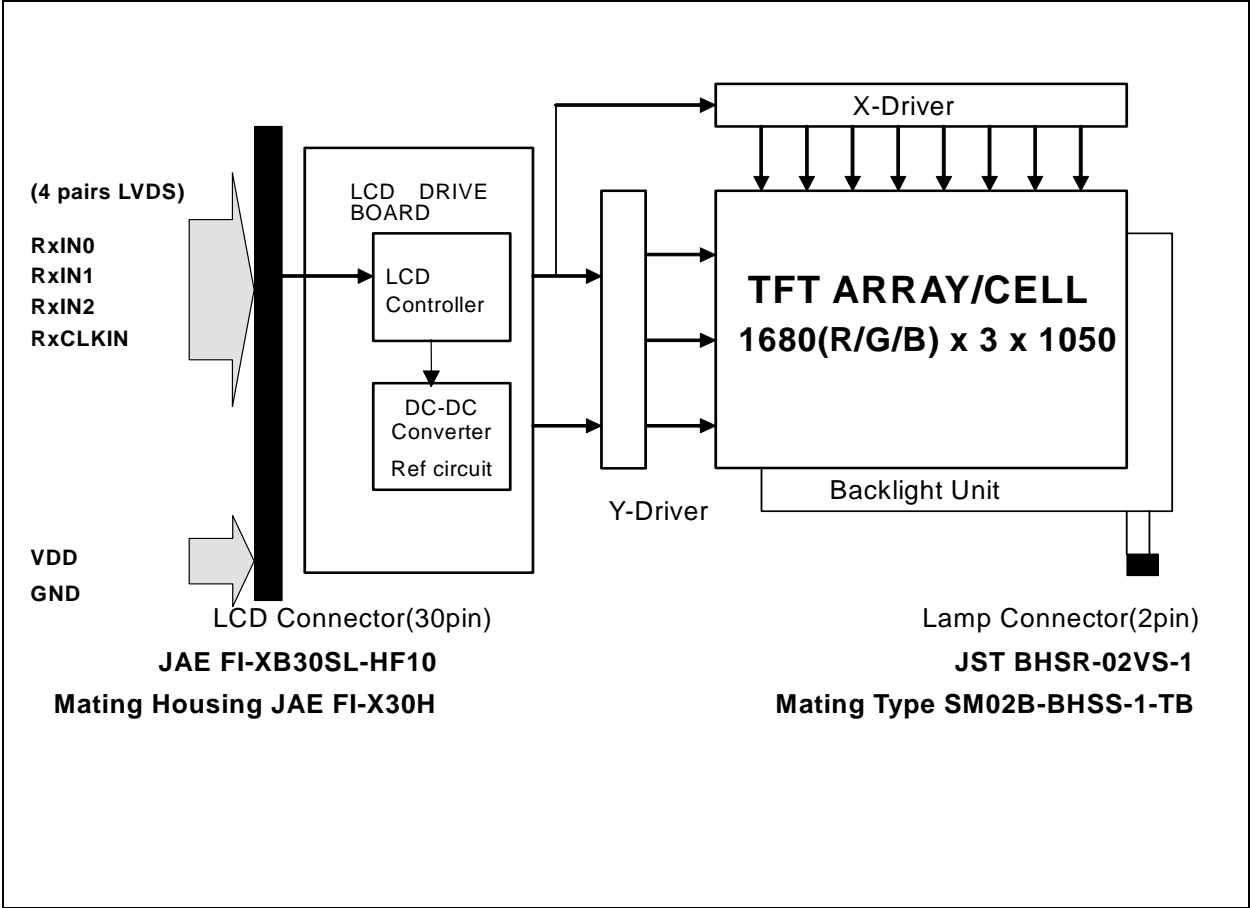 X-Driver
(4 pairs LVDS)
RxIN0
RxIN1
RxIN2
RxCLKIN
LCD DRIVE
BOARD
LCD
Controller
DC-DC
Converter
Ref circuit
TFT ARRAY/CELL
1680(R/G/B) x 3 x 1050
Backlight Unit
Y-Driver
VDD
GND
LCD Connector(30pin)
JAE FI-XB30SL-HF10
Mating Housing JAE FI-X30H
Lamp Connector(2pin)
JST BHSR-02VS-1
Mating Type SM02B-BHSS-1-TB